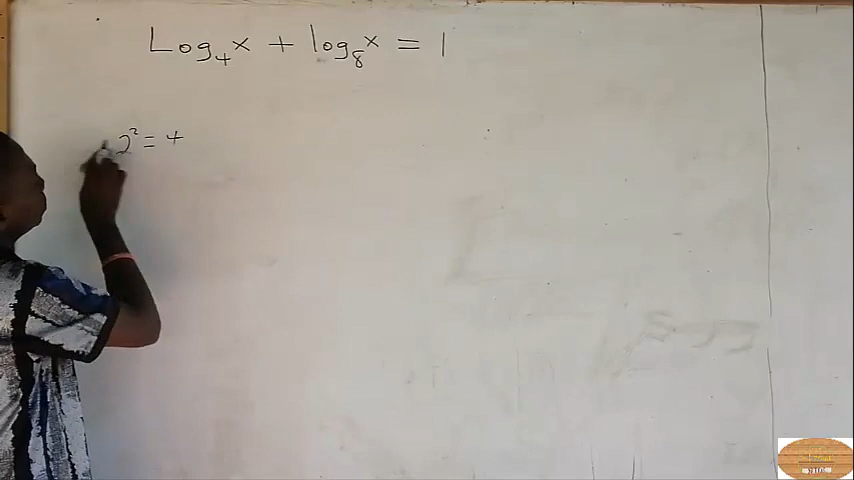 Log₄x + log₈x = 1
2² = 4